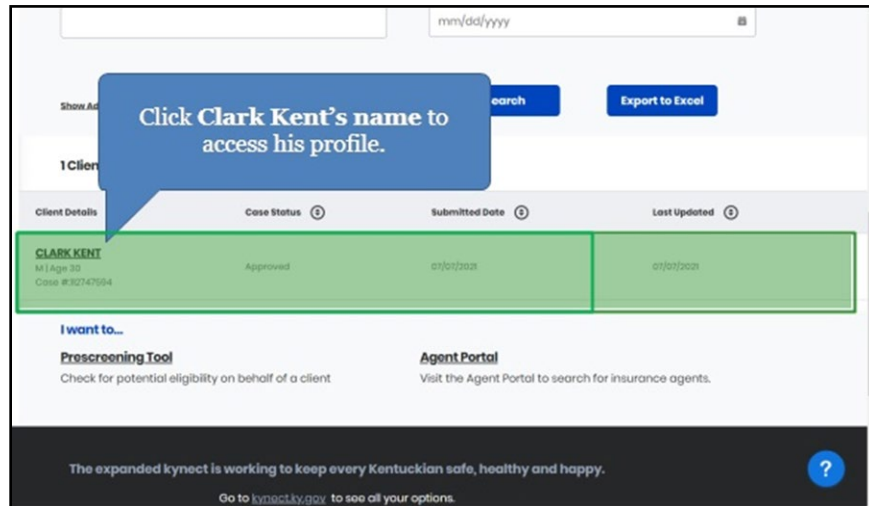 mm/dd/yyyy
Show Ad
earch
Export to Excel
Click Clark Kent's name to
access his profile.
1 Clien
Client Details Case Status Submitted Date Last Updated
CLARK KENT
M | Age 30 Approved 07/07/2021 07/07/2021
Case #:
I want to...
Prescreening Tool Agent Portal
Check for potential eligibility on behalf of a client Visit the Agent Portal to search for insurance agents.
The expanded kynect is working to keep every Kentuckian safe, healthy and happy.
?
Go to kynect.ky.gov to see all your options.